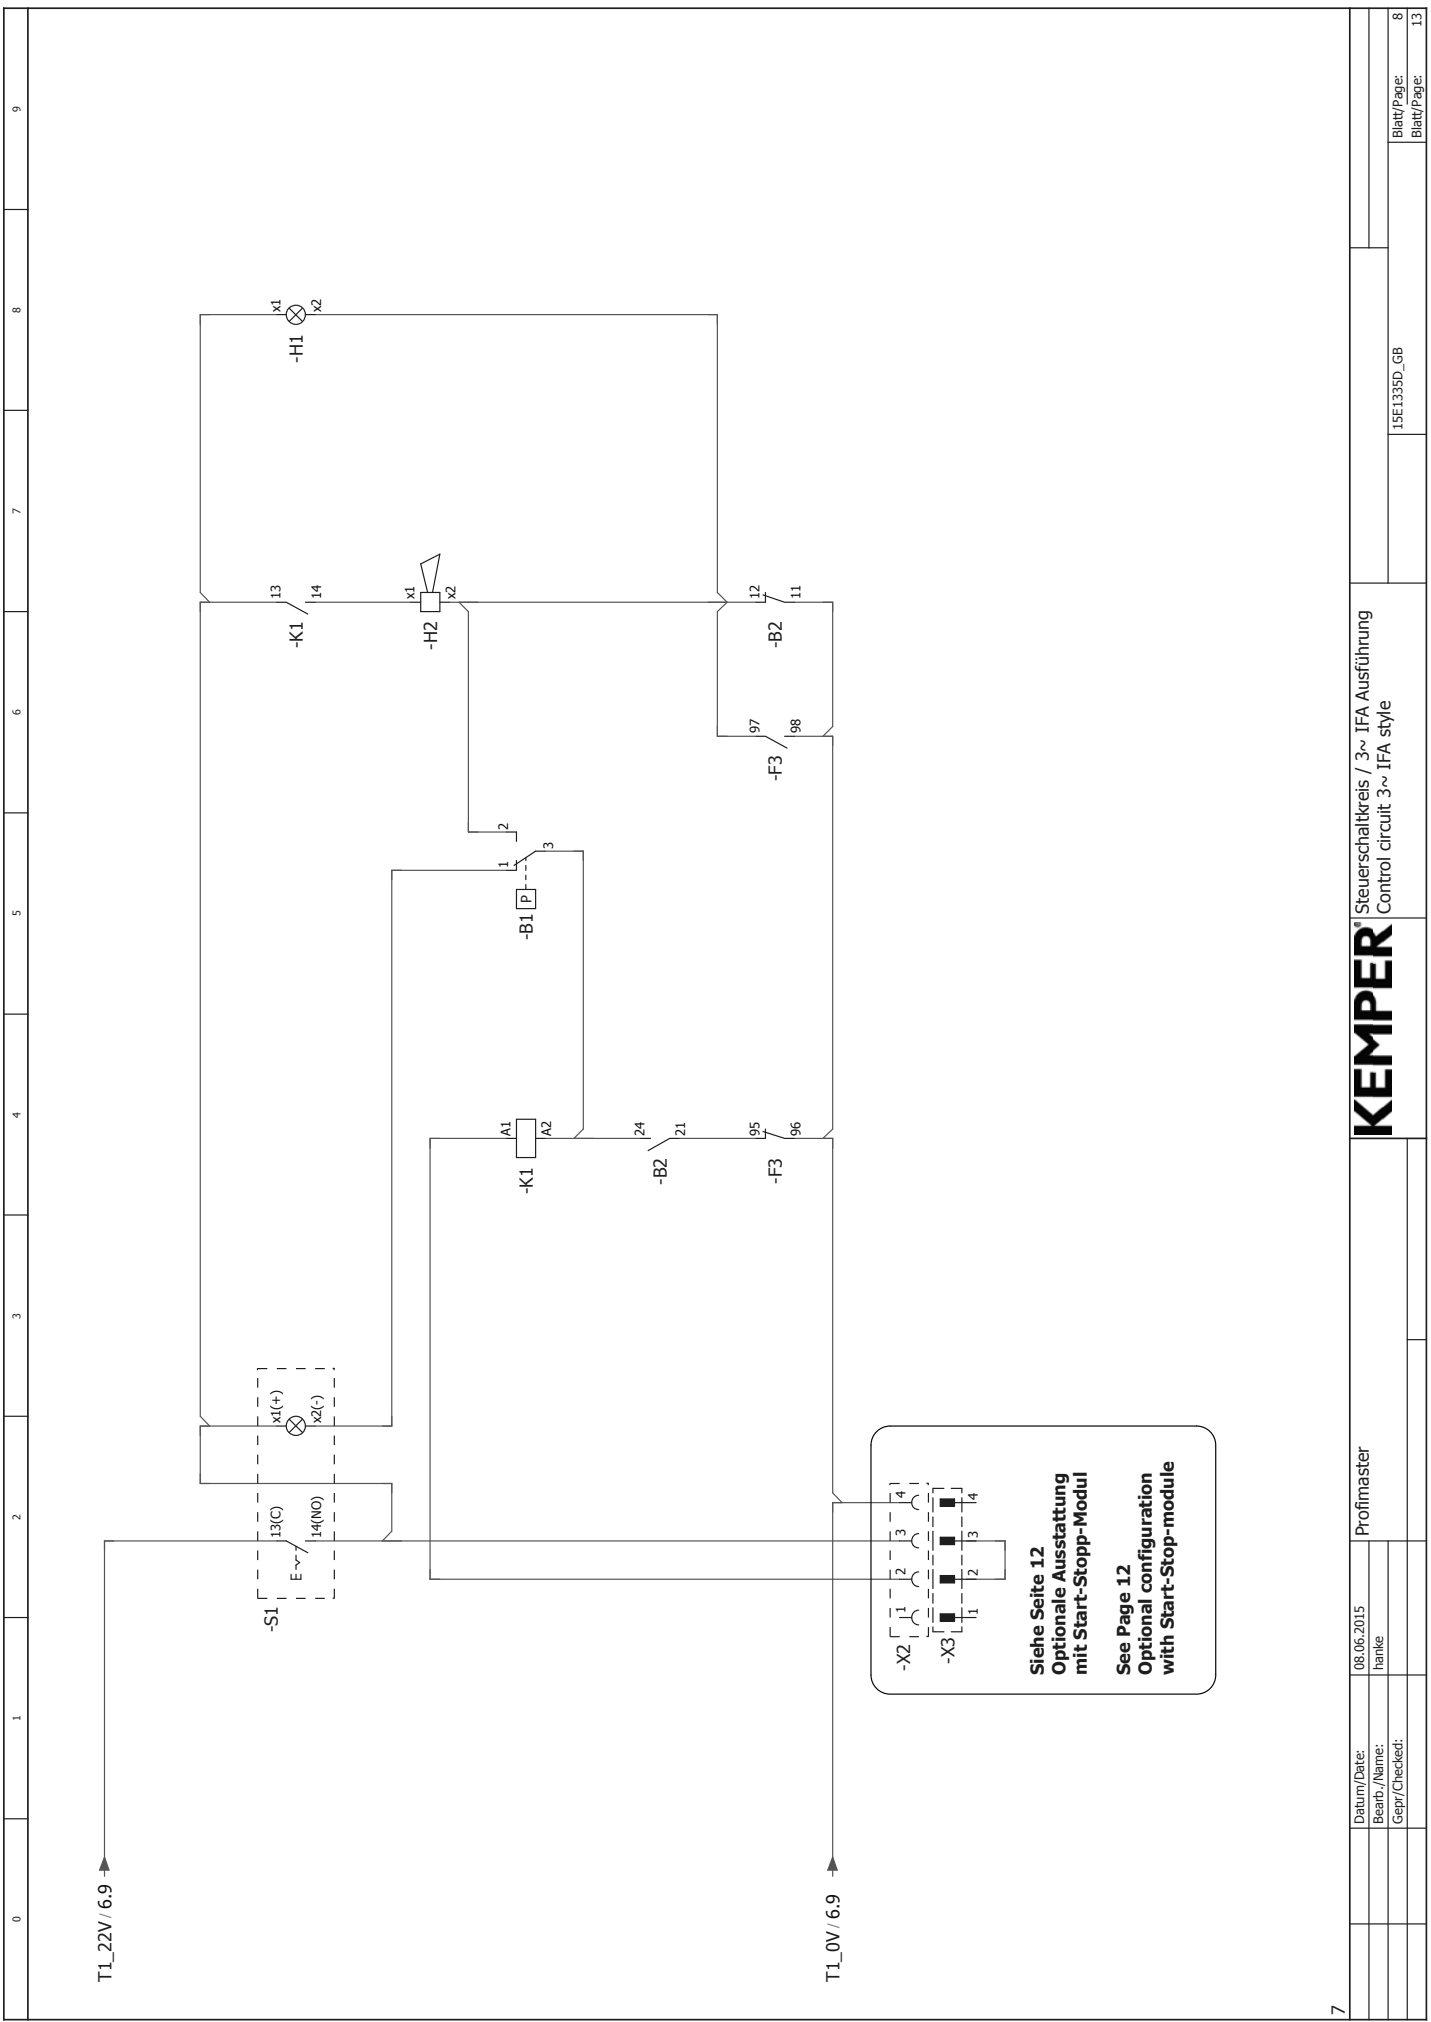 0 1 2 3 4 5 6 7 8 9
T1_22V / 6.9
T1_0V / 6.9
-S1
E
13(C)
14(NO)
x1(+)
x2(-)
-K1
13
14
-H1
x1
x2
-H2
x1
x2
-B1
P
1
2
3
-K1
A1
A2
-B2
24
21
-F3
95
96
-F3
97
98
-B2
12
11
-X2
1 2 3 4
-X3
1 2 3 4
Siehe Seite 12
Optionale Ausstattung
mit Start-Stopp-Modul
See Page 12
Optional configuration
with Start-Stop-module
7
Datum/Date: 08.06.2015
Bearb./Name: hanke
Gepr/Checked:
Profimaster
KEMPER®
Steuerschaltkreis / 3~ IFA Ausführung
Control circuit 3~ IFA style
15E1335D_GB
Blatt/Page: 8
Blatt/Page: 13